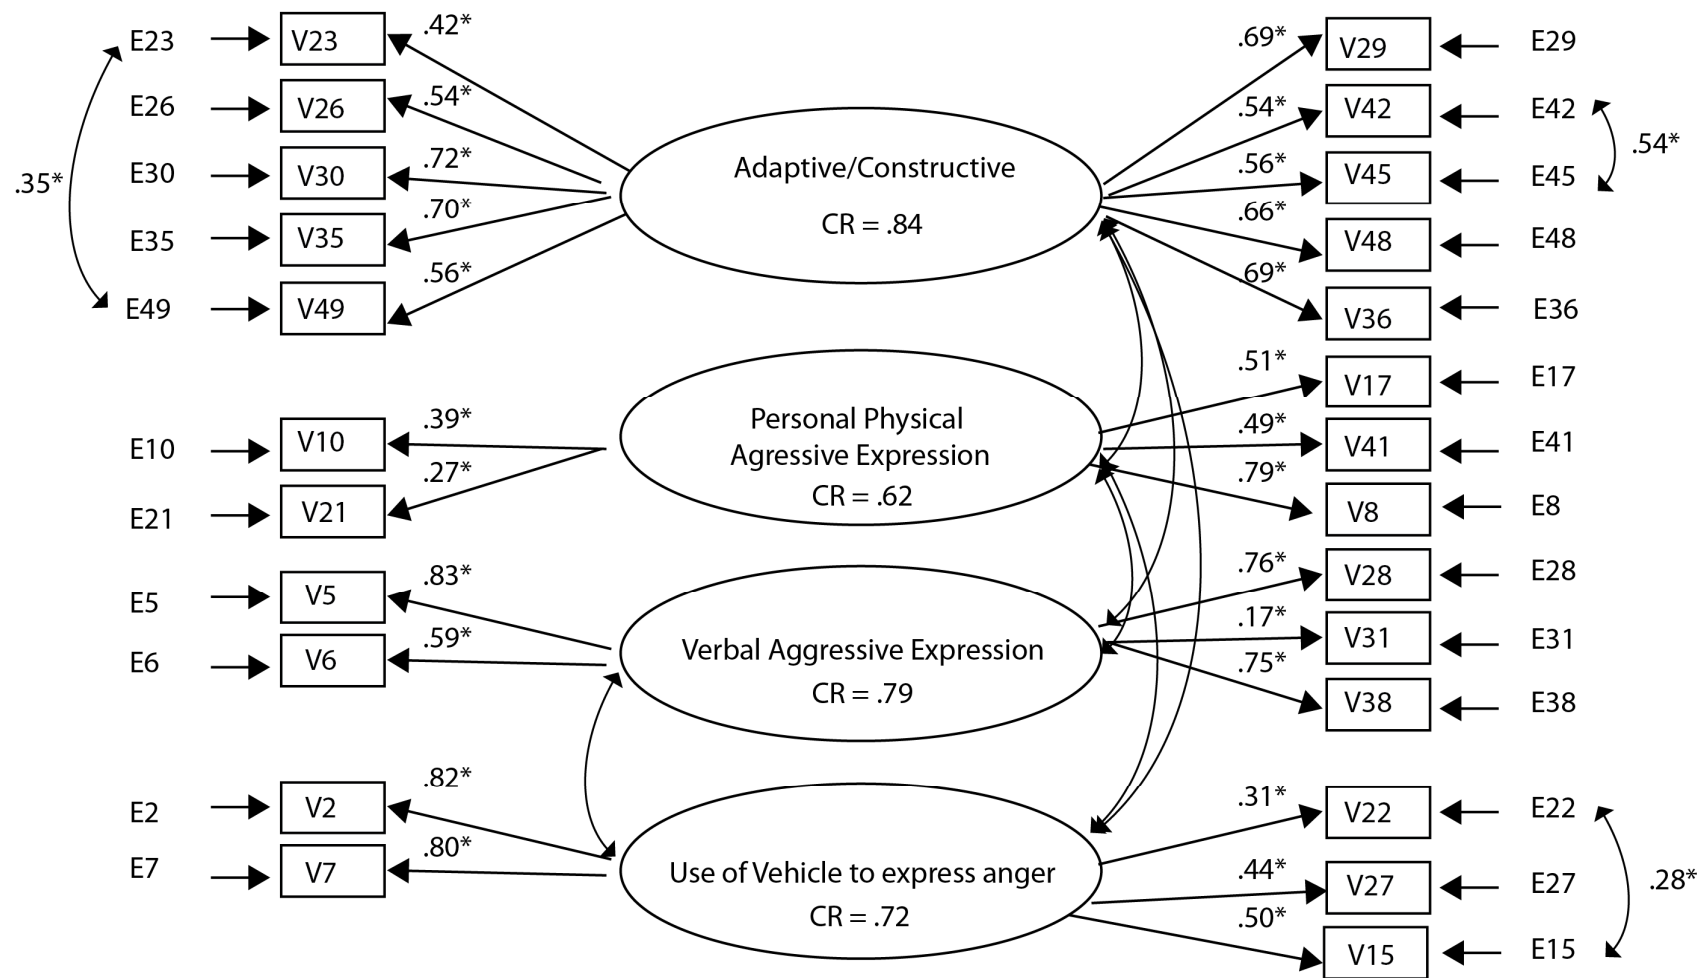 E23 V23 .42* .69* V29 E29
E26 V26 .54* .54* V42 E42
.35* E30 V30 .72* .56* V45 E45 .54*
E35 V35 .70* .66* V48 E48
E49 V49 .56* .69* V36 E36
Adaptive/Constructive
CR = .84
E10 V10 .39* .51* V17 E17
E21 V21 .27* .49* V41 E41
.79* V8 E8
Personal Physical
Agressive Expression
CR = .62
E5 V5 .83* .76* V28 E28
E6 V6 .59* .17* V31 E31
.75* V38 E38
Verbal Aggressive Expression
CR = .79
E2 V2 .82* .31* V22 E22
E7 V7 .80* .44* V27 E27 .28*
.50* V15 E15
Use of Vehicle to express anger
CR = .72